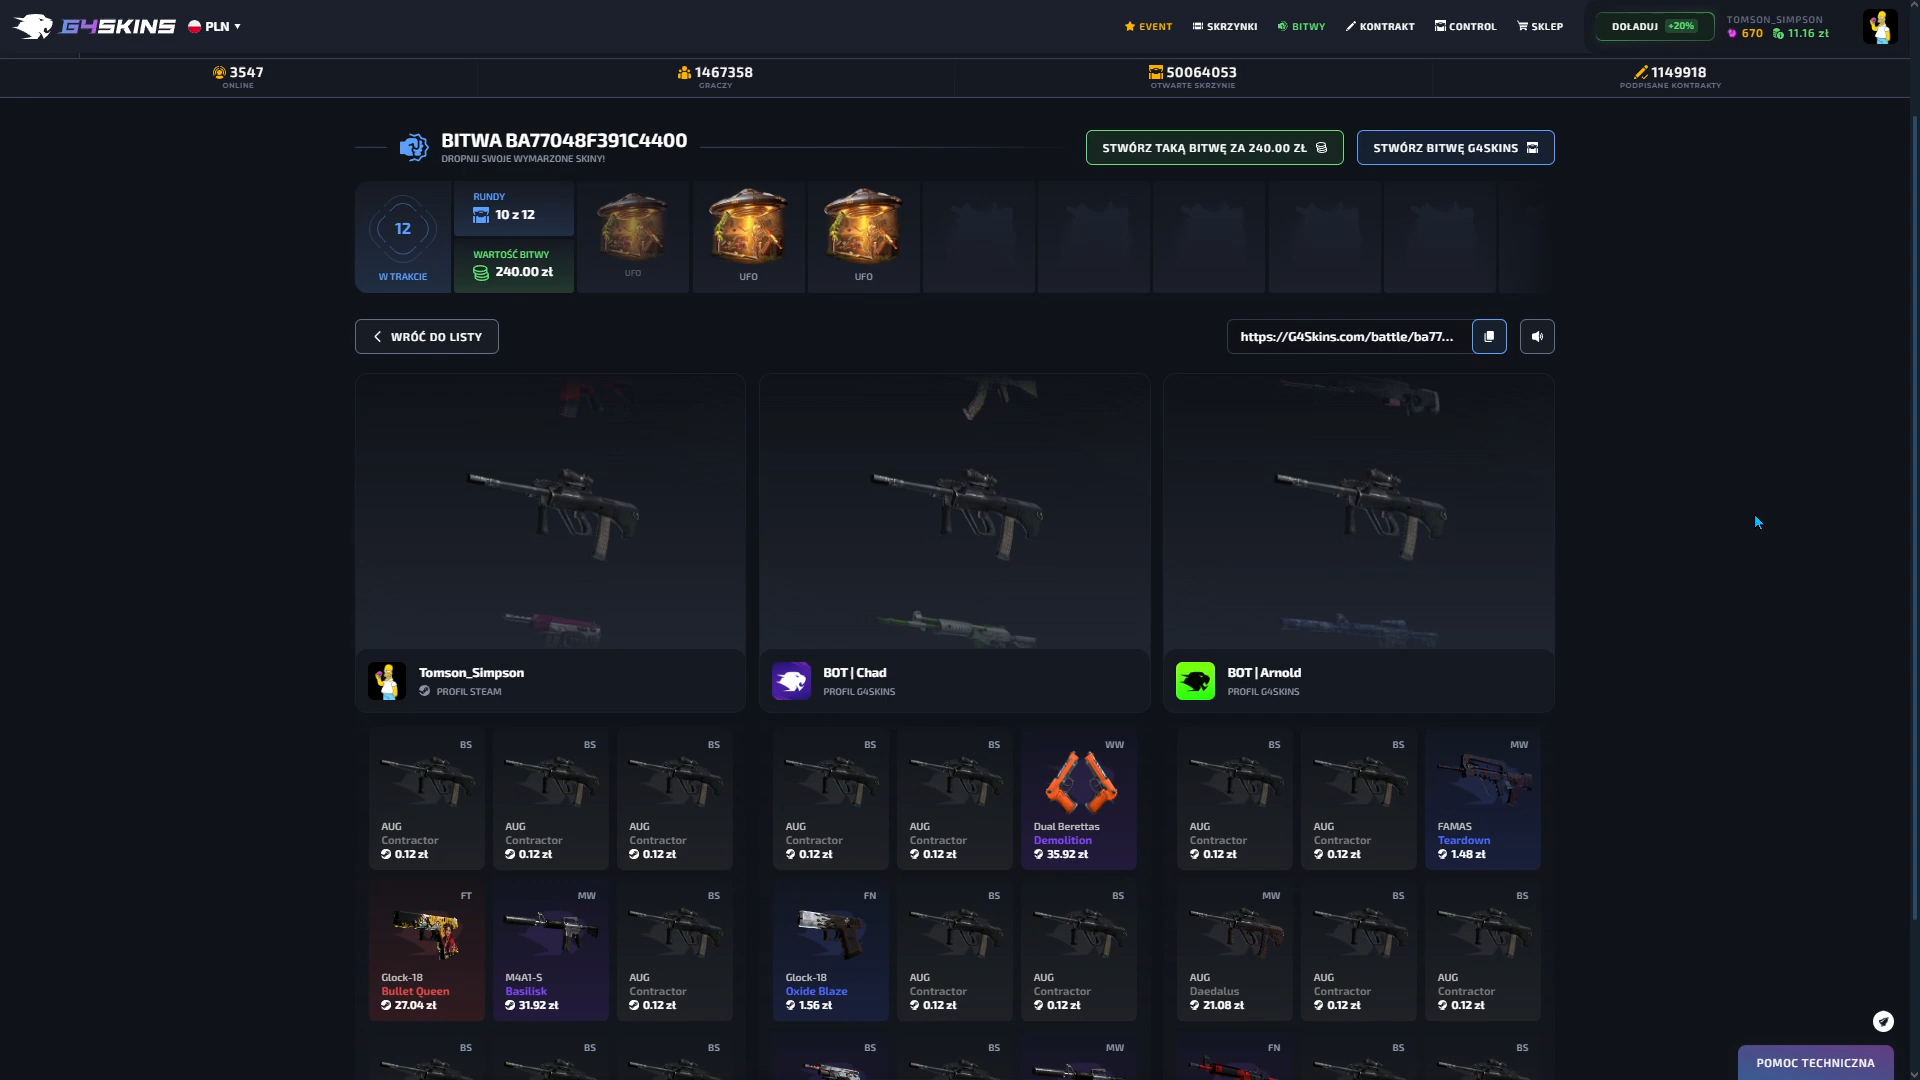 G4SKINS
PLN
EVENT
SKRZYNKI
BITWY
KONTRAKT
CONTROL
SKLEP
DOŁADUJ +20%
TOMSON_SIMPSON
670 11.16 zł
3547
ONLINE
1467358
GRACZY
50064053
OTWARTE SKRZYNIE
1149918
PODPISANE KONTRAKTY
BITWA BA77048F391C4400
DROPNIJ SWOJE WYMARZONE SKINY!
STWÓRZ TAKĄ BITWĘ ZA 240.00 ZŁ
STWÓRZ BITWĘ G4SKINS
12
W TRAKCIE
RUNDY
10 z 12
WARTOŚĆ BITWY
240.00 zł
UFO
UFO
UFO
WRÓĆ DO LISTY
https://G4Skins.com/battle/ba77...
Tomson_Simpson
PROFIL STEAM
BOT | Chad
PROFIL G4SKINS
BOT | Arnold
PROFIL G4SKINS
BS
AUG
Contractor
0.12 zł
BS
AUG
Contractor
0.12 zł
BS
AUG
Contractor
0.12 zł
BS
AUG
Contractor
0.12 zł
BS
AUG
Contractor
0.12 zł
WW
Dual Berettas
Demolition
35.92 zł
BS
AUG
Contractor
0.12 zł
BS
AUG
Contractor
0.12 zł
MW
FAMAS
Teardown
1.48 zł
FT
Glock-18
Bullet Queen
27.04 zł
MW
M4A1-S
Basilisk
31.92 zł
BS
AUG
Contractor
0.12 zł
FN
Glock-18
Oxide Blaze
1.56 zł
BS
AUG
Contractor
0.12 zł
BS
AUG
Contractor
0.12 zł
MW
AUG
Daedalus
21.08 zł
BS
AUG
Contractor
0.12 zł
BS
AUG
Contractor
0.12 zł
BS
BS
BS
BS
BS
MW
FN
BS
BS
POMOC TECHNICZNA